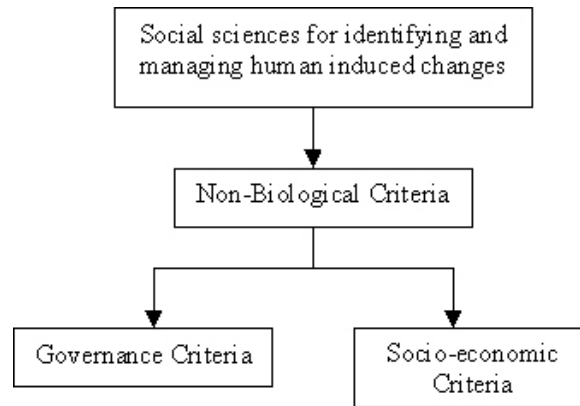 Social sciences for identifying and
managing human induced changes
Non-Biological Criteria
Governance Criteria
Socio-economic
Criteria